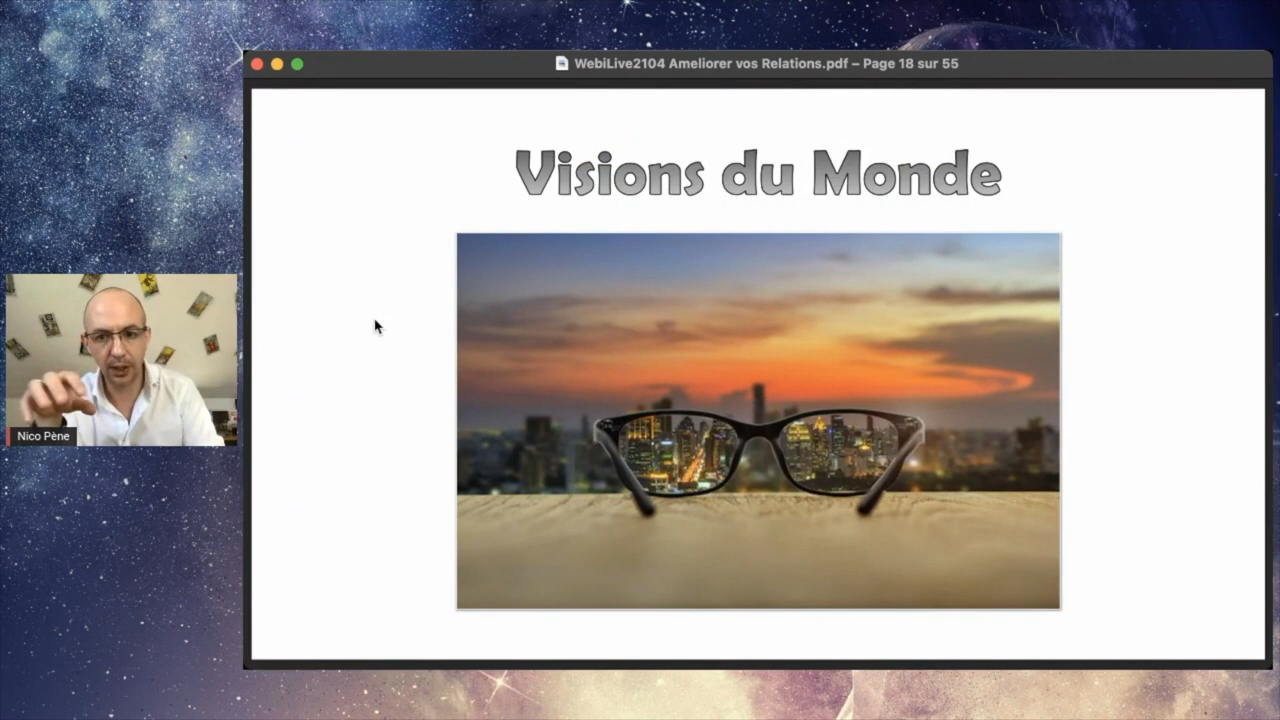 WebiLive2104 Ameliorer vos Relations.pdf – Page 18 sur 55
Visions du Monde
Nico Pène